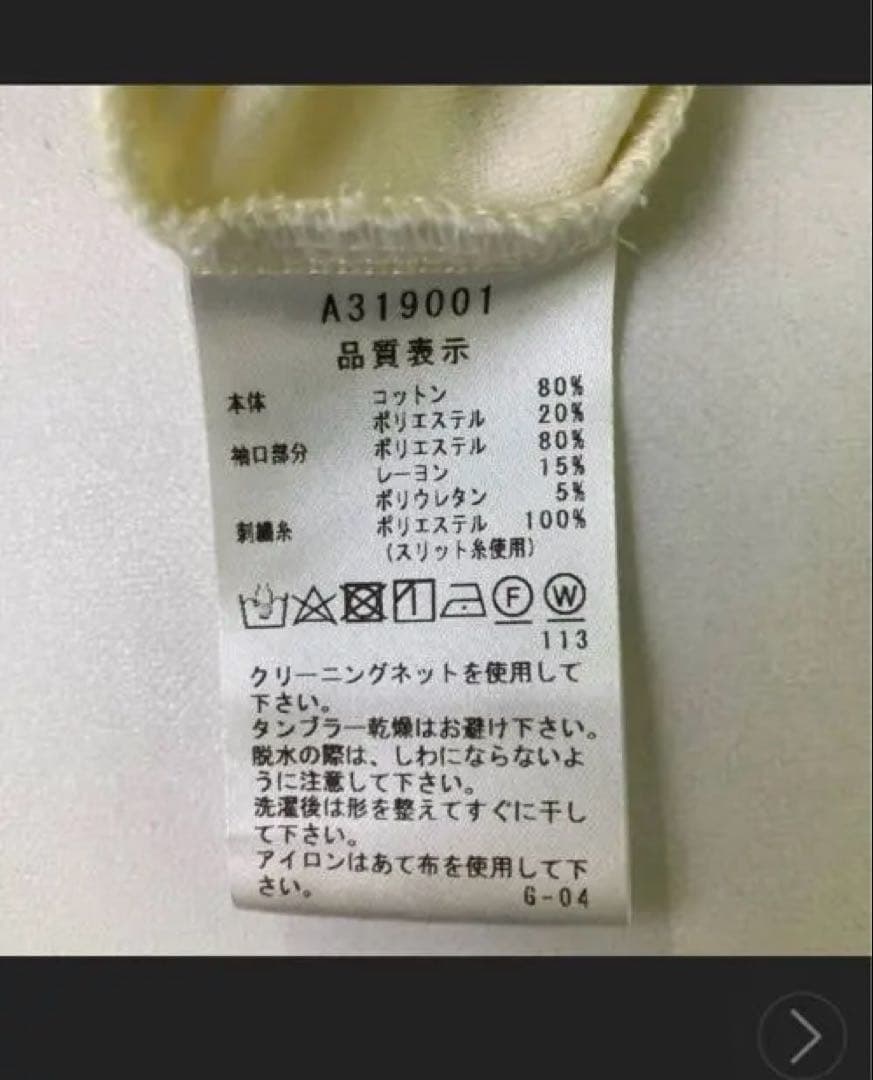 A319001
品質表示
本体 コットン 80%
ポリエステル 20%
袖口部分 ポリエステル 80%
レーヨン 15%
ポリウレタン 5%
刺繍糸 ポリエステル 100%
(スリット糸使用)
F W
113
クリーニングネットを使用して
下さい。
タンブラー乾燥はお避け下さい。
脱水の際は、しわにならないよ
うに注意して下さい。
洗濯後は形を整えてすぐに干し
て下さい。
アイロンはあて布を使用して下
さい。 G-04